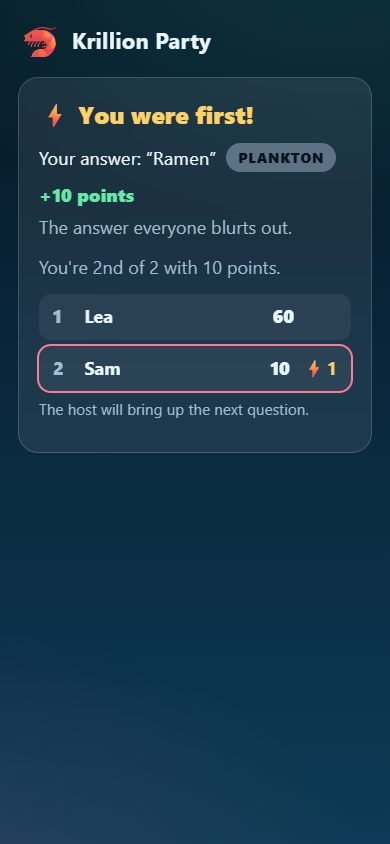 Krillion Party
You were first!
Your answer: “Ramen” PLANKTON
+10 points
The answer everyone blurts out.
You're 2nd of 2 with 10 points.
1 Lea 60
2 Sam 10 1
The host will bring up the next question.